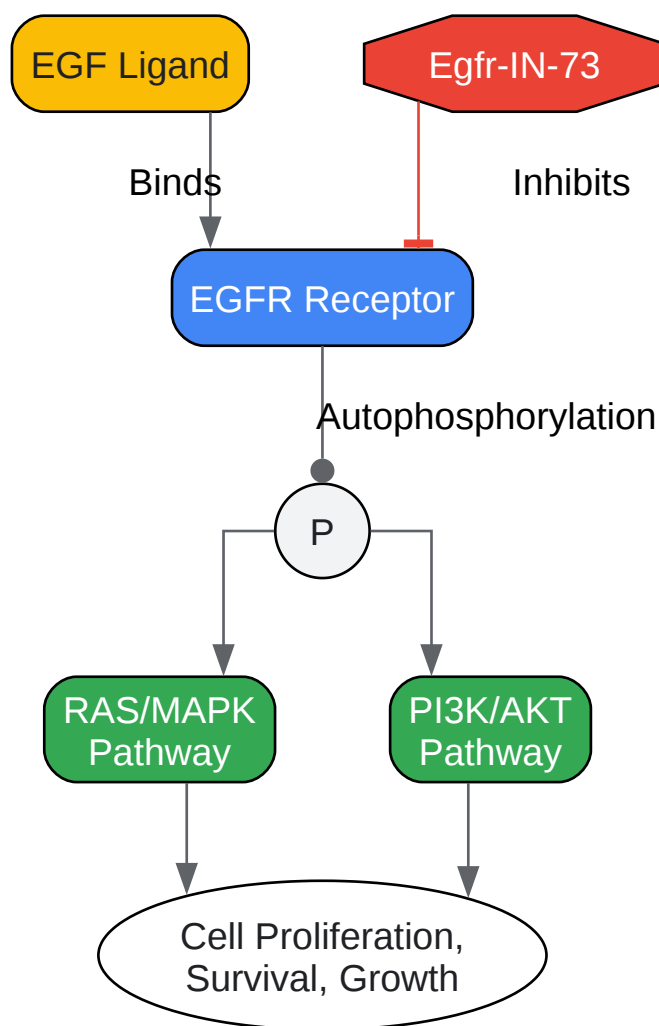 EGF Ligand
Egfr-IN-73
Binds
Inhibits
EGFR Receptor
Autophosphorylation
P
RAS/MAPK
Pathway
PI3K/AKT
Pathway
Cell Proliferation,
Survival, Growth